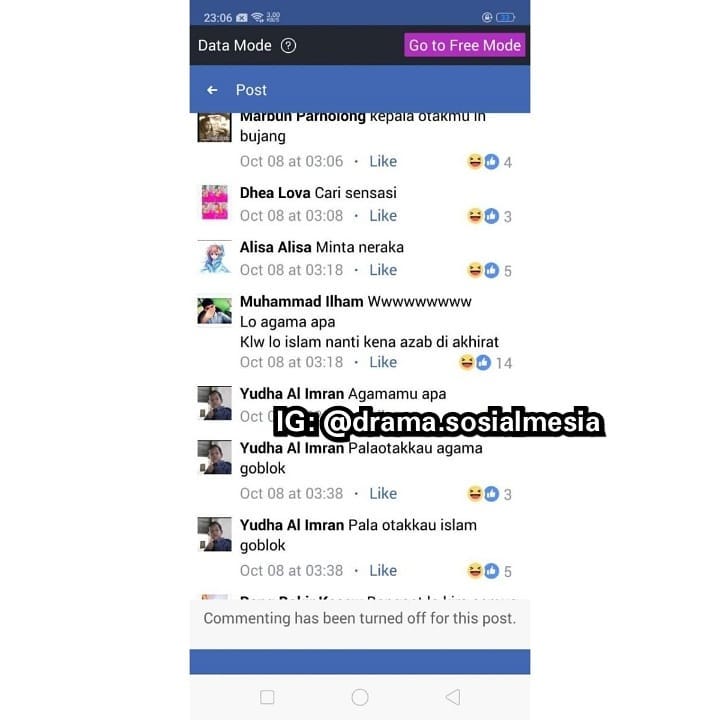 23:06 3.00 KB/S 33
Data Mode ? Go to Free Mode
Post
Marbun Parholong kepala otakmu in
bujang
Oct 08 at 03:06 · Like 4
Dhea Lova Cari sensasi
Oct 08 at 03:08 · Like 3
Alisa Alisa Minta neraka
Oct 08 at 03:18 · Like 5
Muhammad Ilham Wwwwwwwww
Lo agama apa
Klw lo islam nanti kena azab di akhirat
Oct 08 at 03:18 · Like 14
Yudha Al Imran Agamamu apa
Oct
IG: @drama.sosialmesia
Yudha Al Imran Palaotakkau agama
goblok
Oct 08 at 03:38 · Like 3
Yudha Al Imran Pala otakkau islam
goblok
Oct 08 at 03:38 · Like 5
Commenting has been turned off for this post.